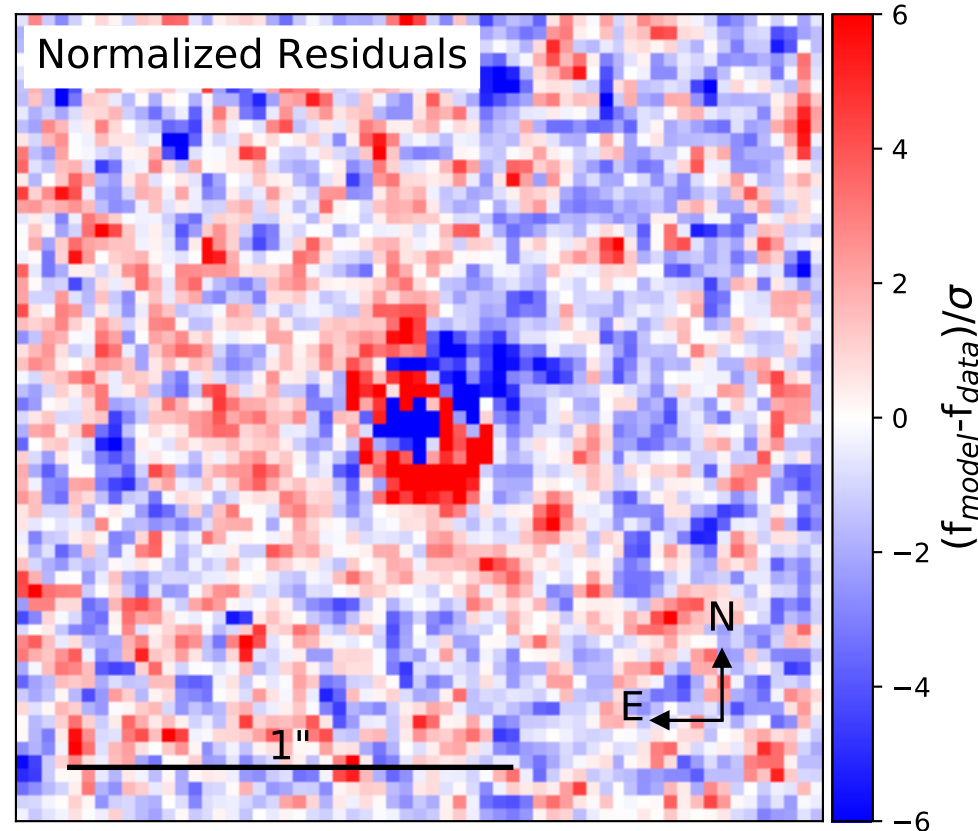 Normalized Residuals
6
4
2
0
−2
−4
−6
(f_model-f_data)/σ
N
E
1"